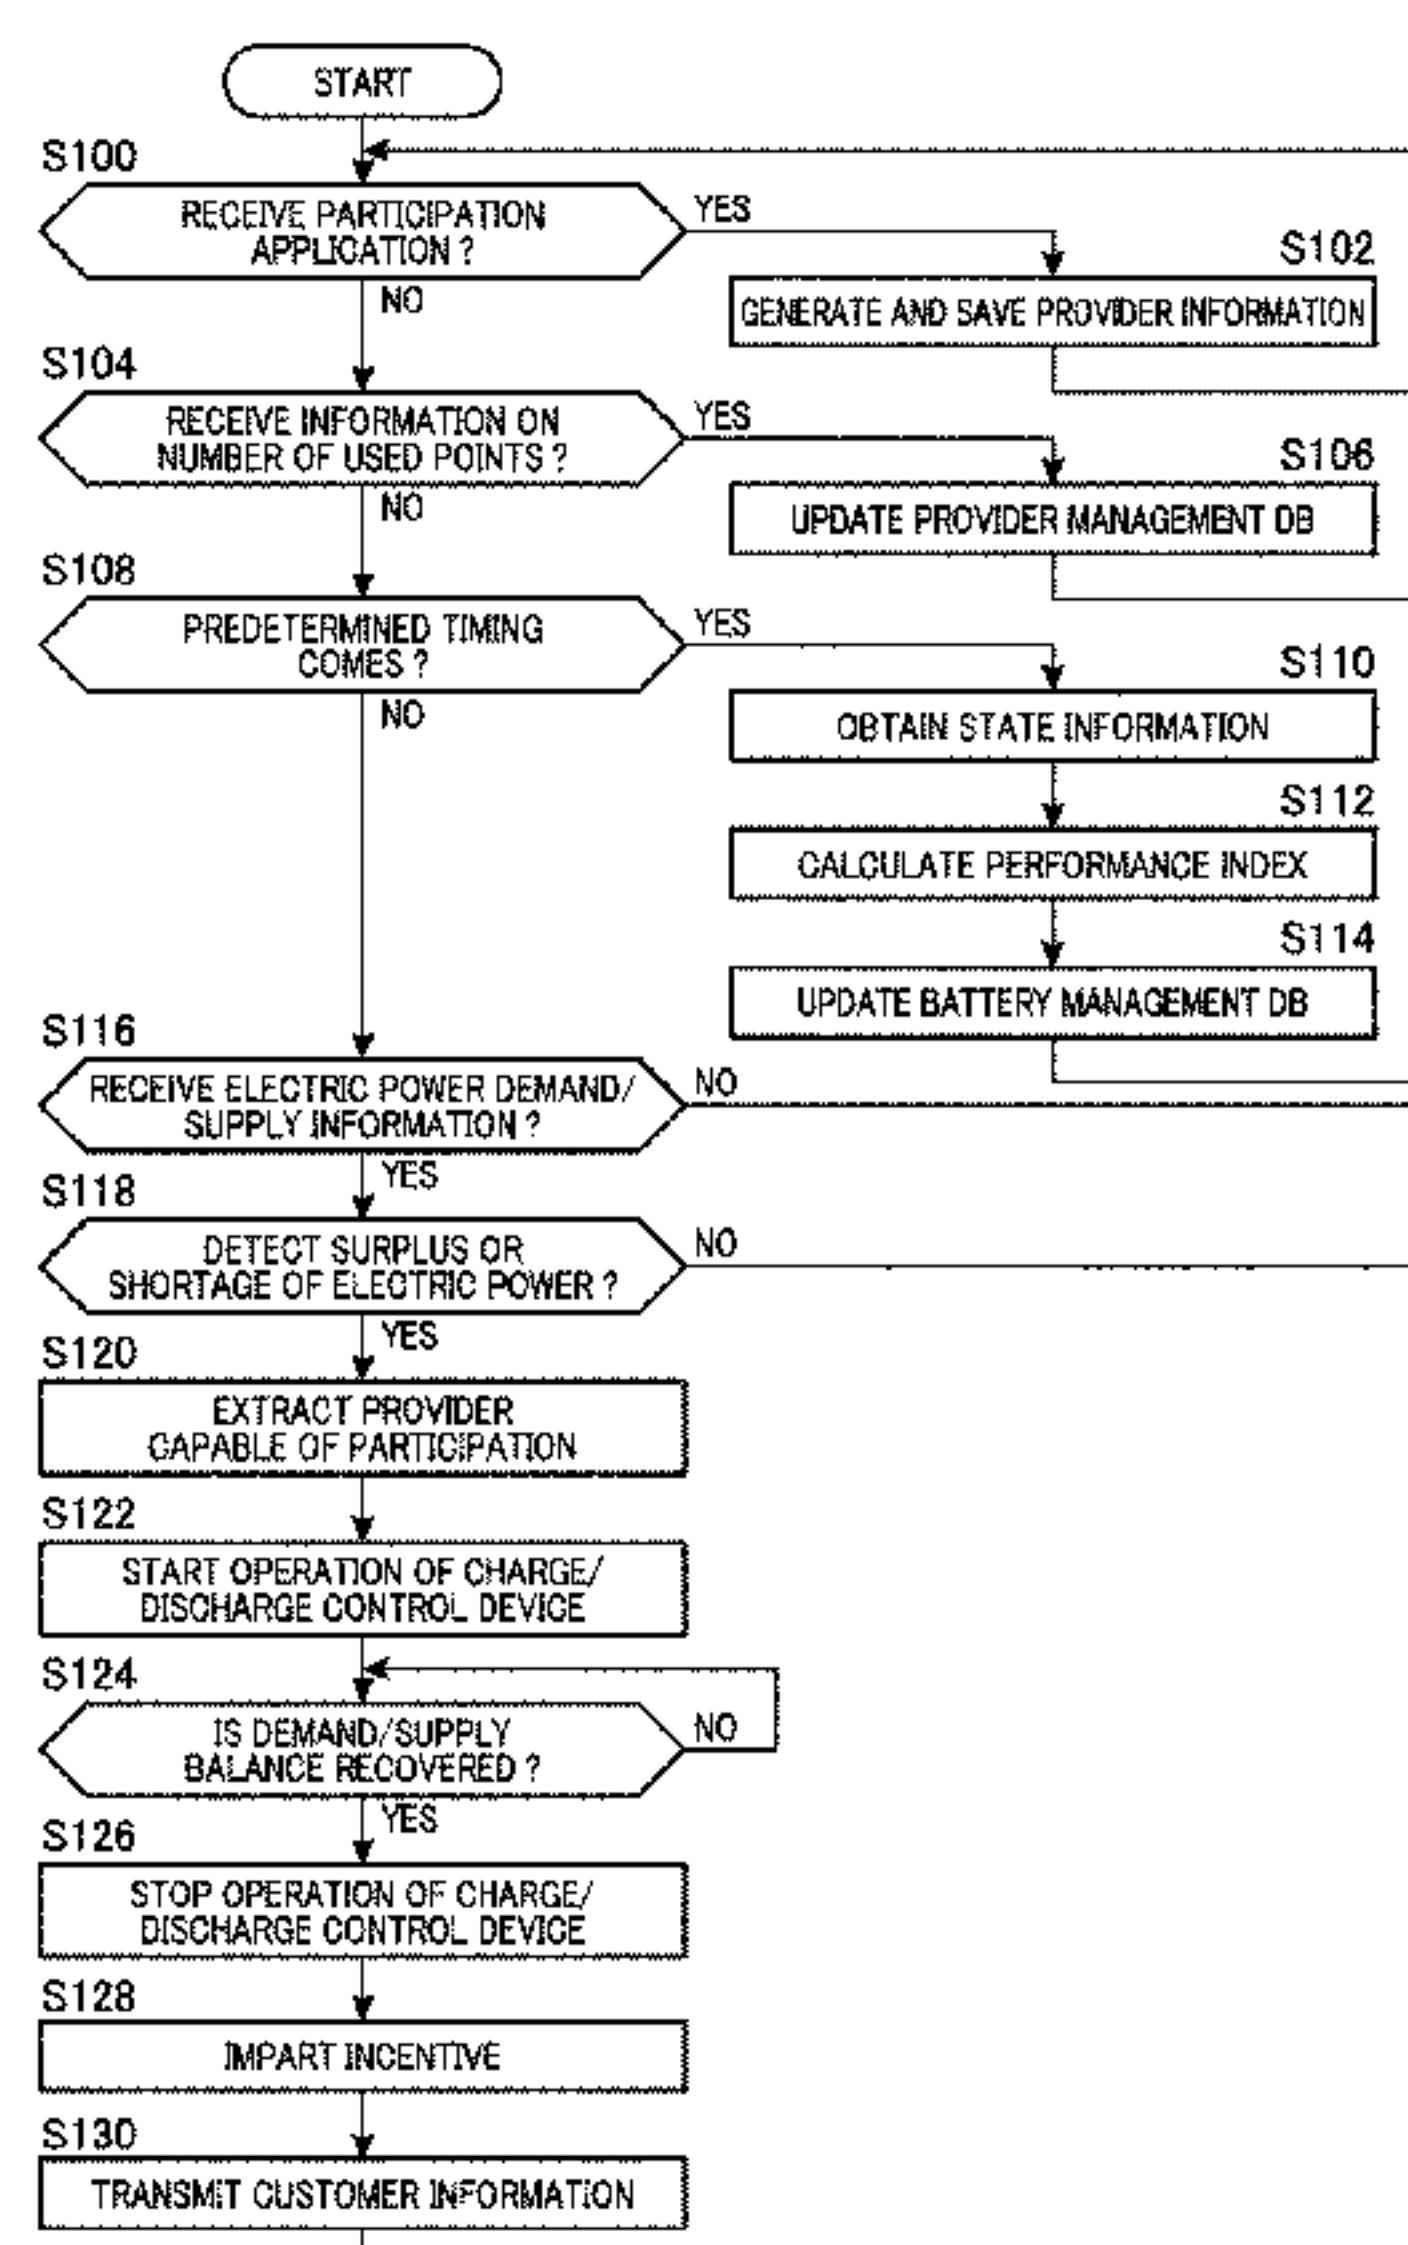 START
S100
RECEIVE PARTICIPATION
APPLICATION ?
YES
NO
S102
GENERATE AND SAVE PROVIDER INFORMATION
S104
RECEIVE INFORMATION ON
NUMBER OF USED POINTS ?
YES
NO
S106
UPDATE PROVIDER MANAGEMENT DB
S108
PREDETERMINED TIMING
COMES ?
YES
NO
S110
OBTAIN STATE INFORMATION
S112
CALCULATE PERFORMANCE INDEX
S114
UPDATE BATTERY MANAGEMENT DB
S116
RECEIVE ELECTRIC POWER DEMAND/
SUPPLY INFORMATION ?
NO
YES
S118
DETECT SURPLUS OR
SHORTAGE OF ELECTRIC POWER ?
NO
YES
S120
EXTRACT PROVIDER
CAPABLE OF PARTICIPATION
S122
START OPERATION OF CHARGE/
DISCHARGE CONTROL DEVICE
S124
IS DEMAND/SUPPLY
BALANCE RECOVERED ?
NO
YES
S126
STOP OPERATION OF CHARGE/
DISCHARGE CONTROL DEVICE
S128
IMPART INCENTIVE
S130
TRANSMIT CUSTOMER INFORMATION